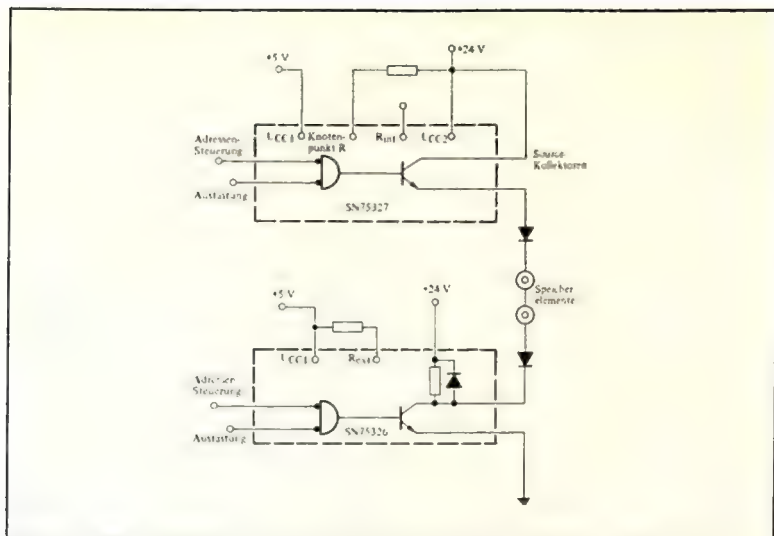 +24 V
+5 V
Adressen-
Steuerung
UCC1
Knoten-
punkt R
Rint
UCC2
Source-
Kollektoren
Austastung
SN75327
+5 V
+24 V
Speicher
elemente
UCC1
Rext
Adressen
Steuerung
Austastung
SN75326